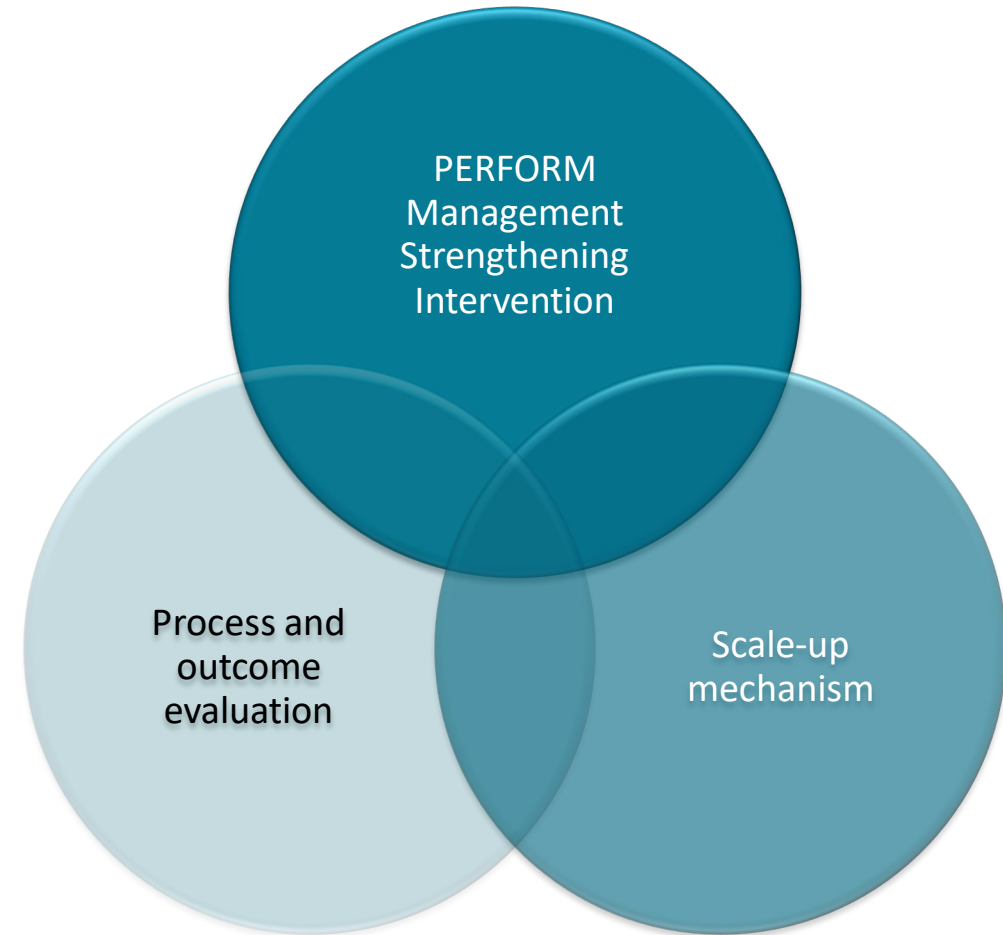 PERFORM
Management
Strengthening
Intervention
Process and
outcome
evaluation
Scale-up
mechanism